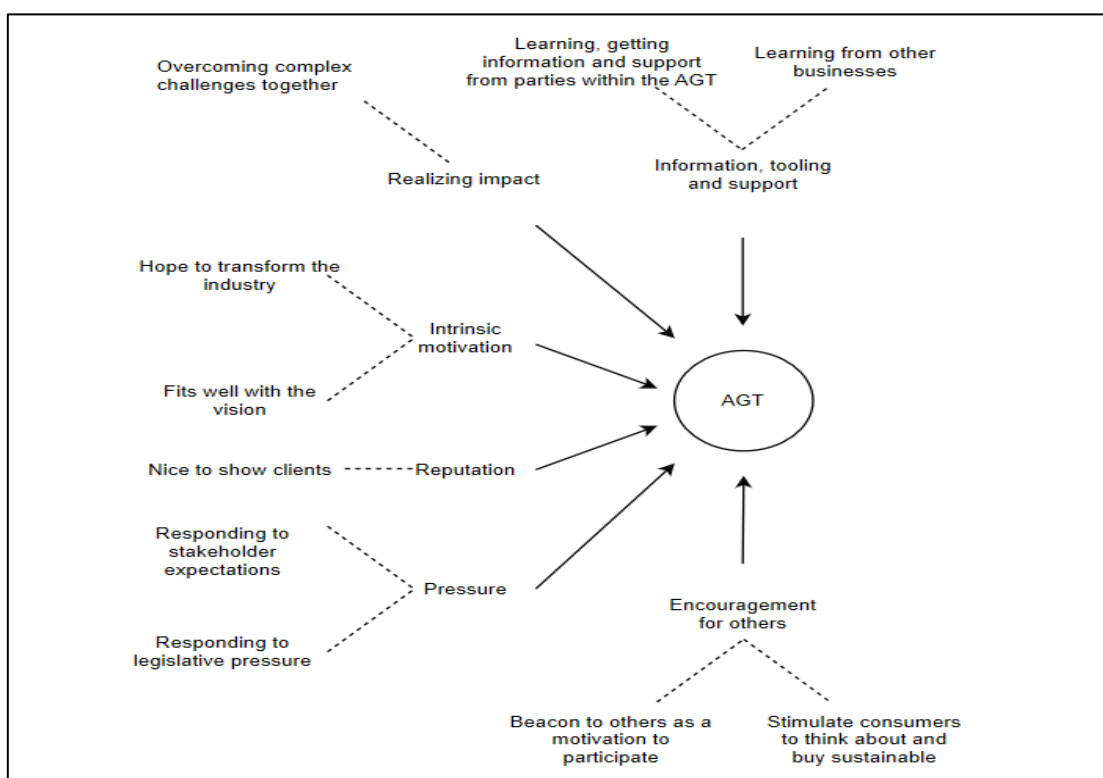 Overcoming complex
challenges together
Learning, getting
information and support
from parties within the AGT
Learning from other
businesses
Realizing impact
Information, tooling
and support
Hope to transform the
industry
Intrinsic
motivation
Fits well with the
vision
AGT
Nice to show clients
Reputation
Responding to
stakeholder
expectations
Pressure
Responding to
legislative pressure
Encouragement
for others
Beacon to others as a
motivation to
participate
Stimulate consumers
to think about and
buy sustainable